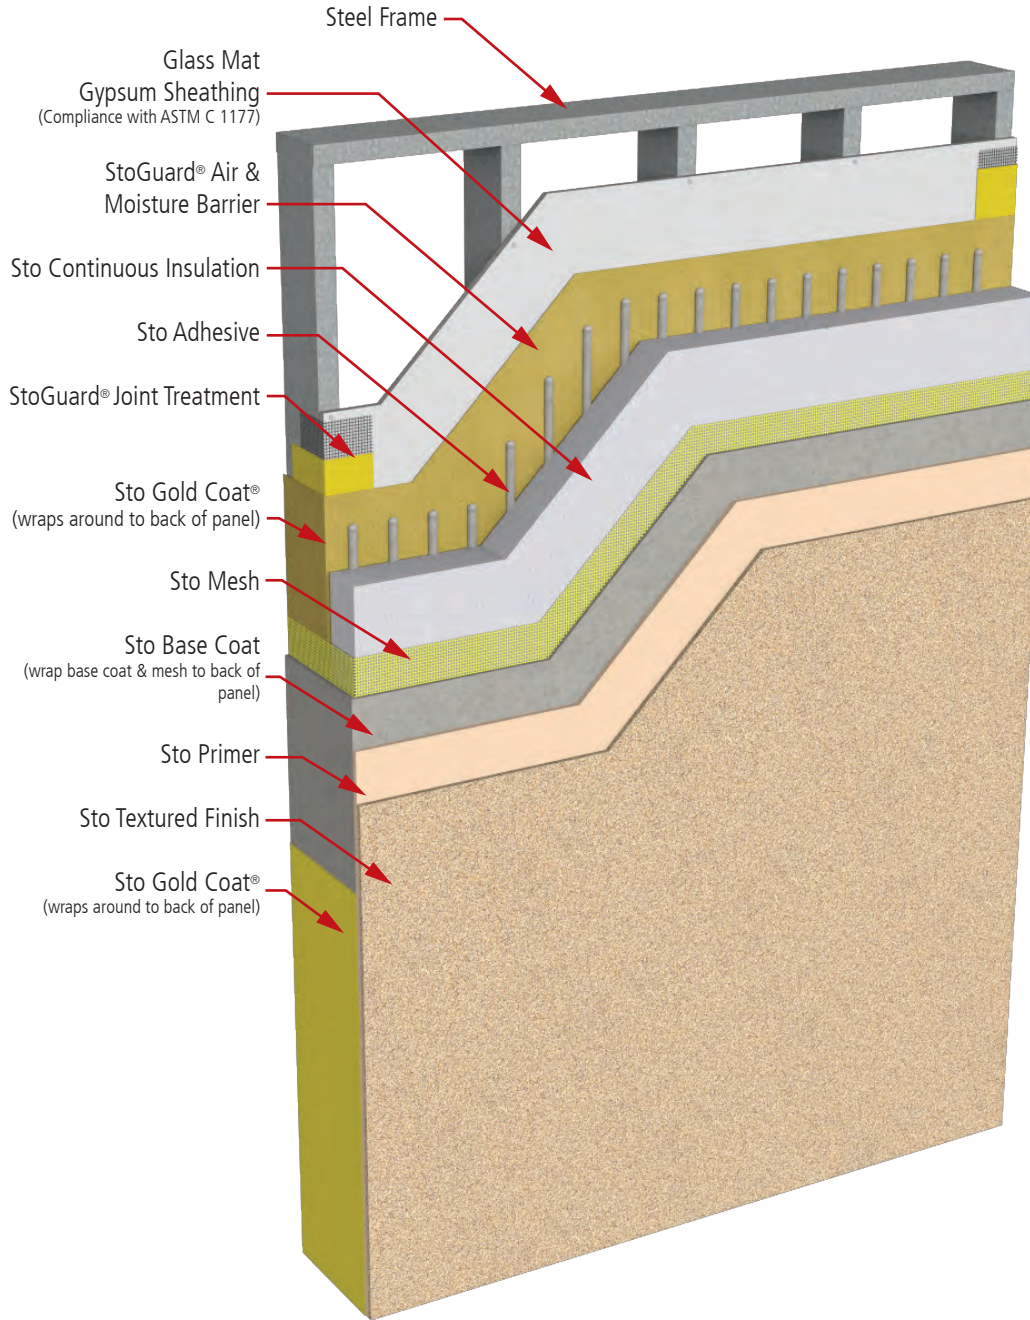 Steel Frame
Glass Mat
Gypsum Sheathing
(Compliance with ASTM C 1177)
StoGuard® Air &
Moisture Barrier
Sto Continuous Insulation
Sto Adhesive
StoGuard® Joint Treatment
Sto Gold Coat®
(wraps around to back of panel)
Sto Mesh
Sto Base Coat
(wrap base coat & mesh to back of
panel)
Sto Primer
Sto Textured Finish
Sto Gold Coat®
(wraps around to back of panel)